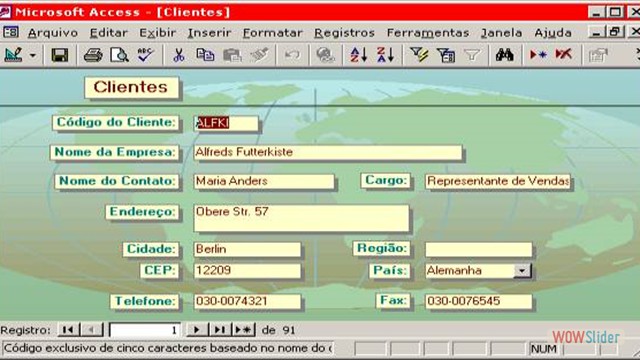 Microsoft Access - [Clientes]
Arquivo Editar Exibir Inserir Formatar Registros Ferramentas Janela Ajuda
Clientes
Código do Cliente: ALFKI
Nome da Empresa: Alfreds Futterkiste
Nome do Contato: Maria Anders Cargo: Representante de Vendas
Endereço: Obere Str. 57
Cidade: Berlin Região:
CEP: 12209 País: Alemanha
Telefone: 030-0074321 Fax: 030-0076545
Registro: 1 de 91
WOWSlider
Código exclusivo de cinco caracteres baseado no nome do c NUM